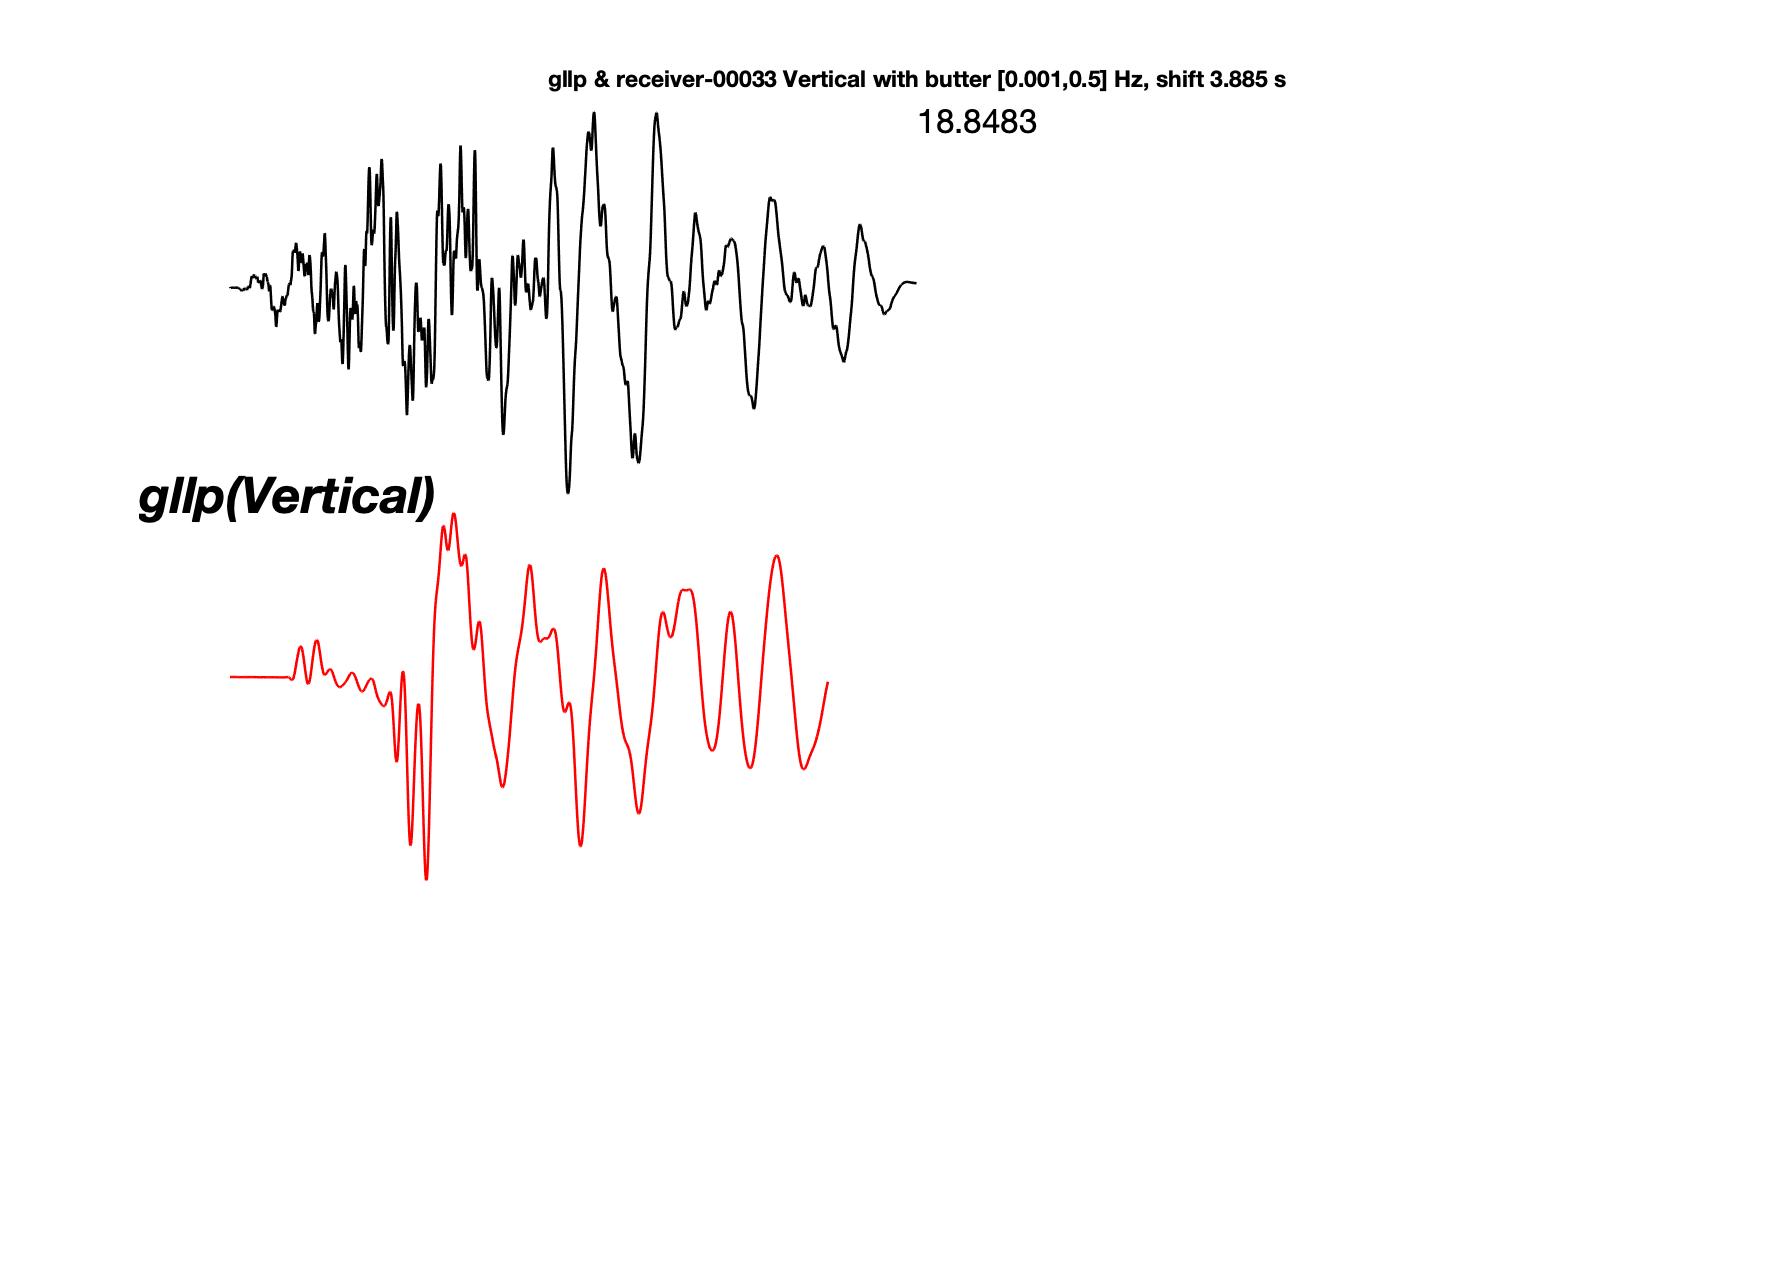 gllp & receiver-00033 Vertical with butter [0.001,0.5] Hz, shift 3.885 s
18.8483
gllp(Vertical)